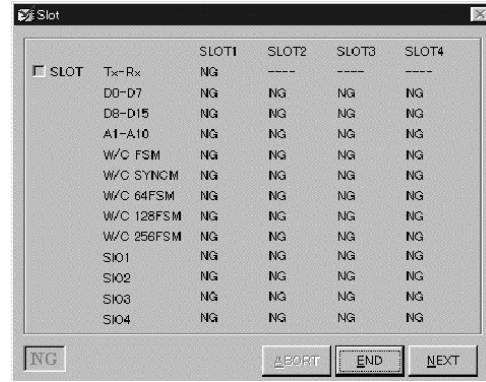 Slot
SLOT1 SLOT2 SLOT3 SLOT4
SLOT Tx-Rx NG ---- ---- ----
D0-D7 NG NG NG NG
D8-D15 NG NG NG NG
A1-A10 NG NG NG NG
W/C FSM NG NG NG NG
W/C SYNCM NG NG NG NG
W/C 64FSM NG NG NG NG
W/C 128FSM NG NG NG NG
W/C 256FSM NG NG NG NG
SIO1 NG NG NG NG
SIO2 NG NG NG NG
SIO3 NG NG NG NG
SIO4 NG NG NG NG
NG ABORT END NEXT